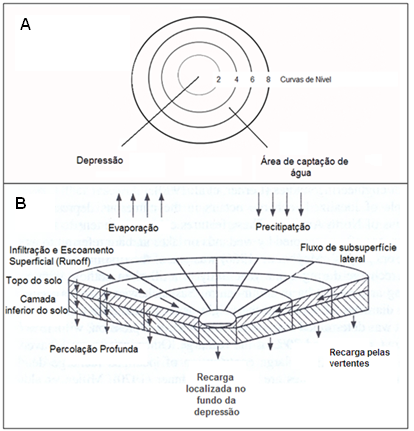 A
2 4 6 8 Curvas de Nível
Depressão
Área de captação de
água
B
Evaporação
Precitipatção
Infiltração e Escoamento
Superficial (Runoff)
Fluxo de subsuperfície
lateral
Topo do solo
Camada
inferior do solo
Percolação Profunda
Recarga
localizada no
fundo da
depressão
Recarga pelas
vertentes